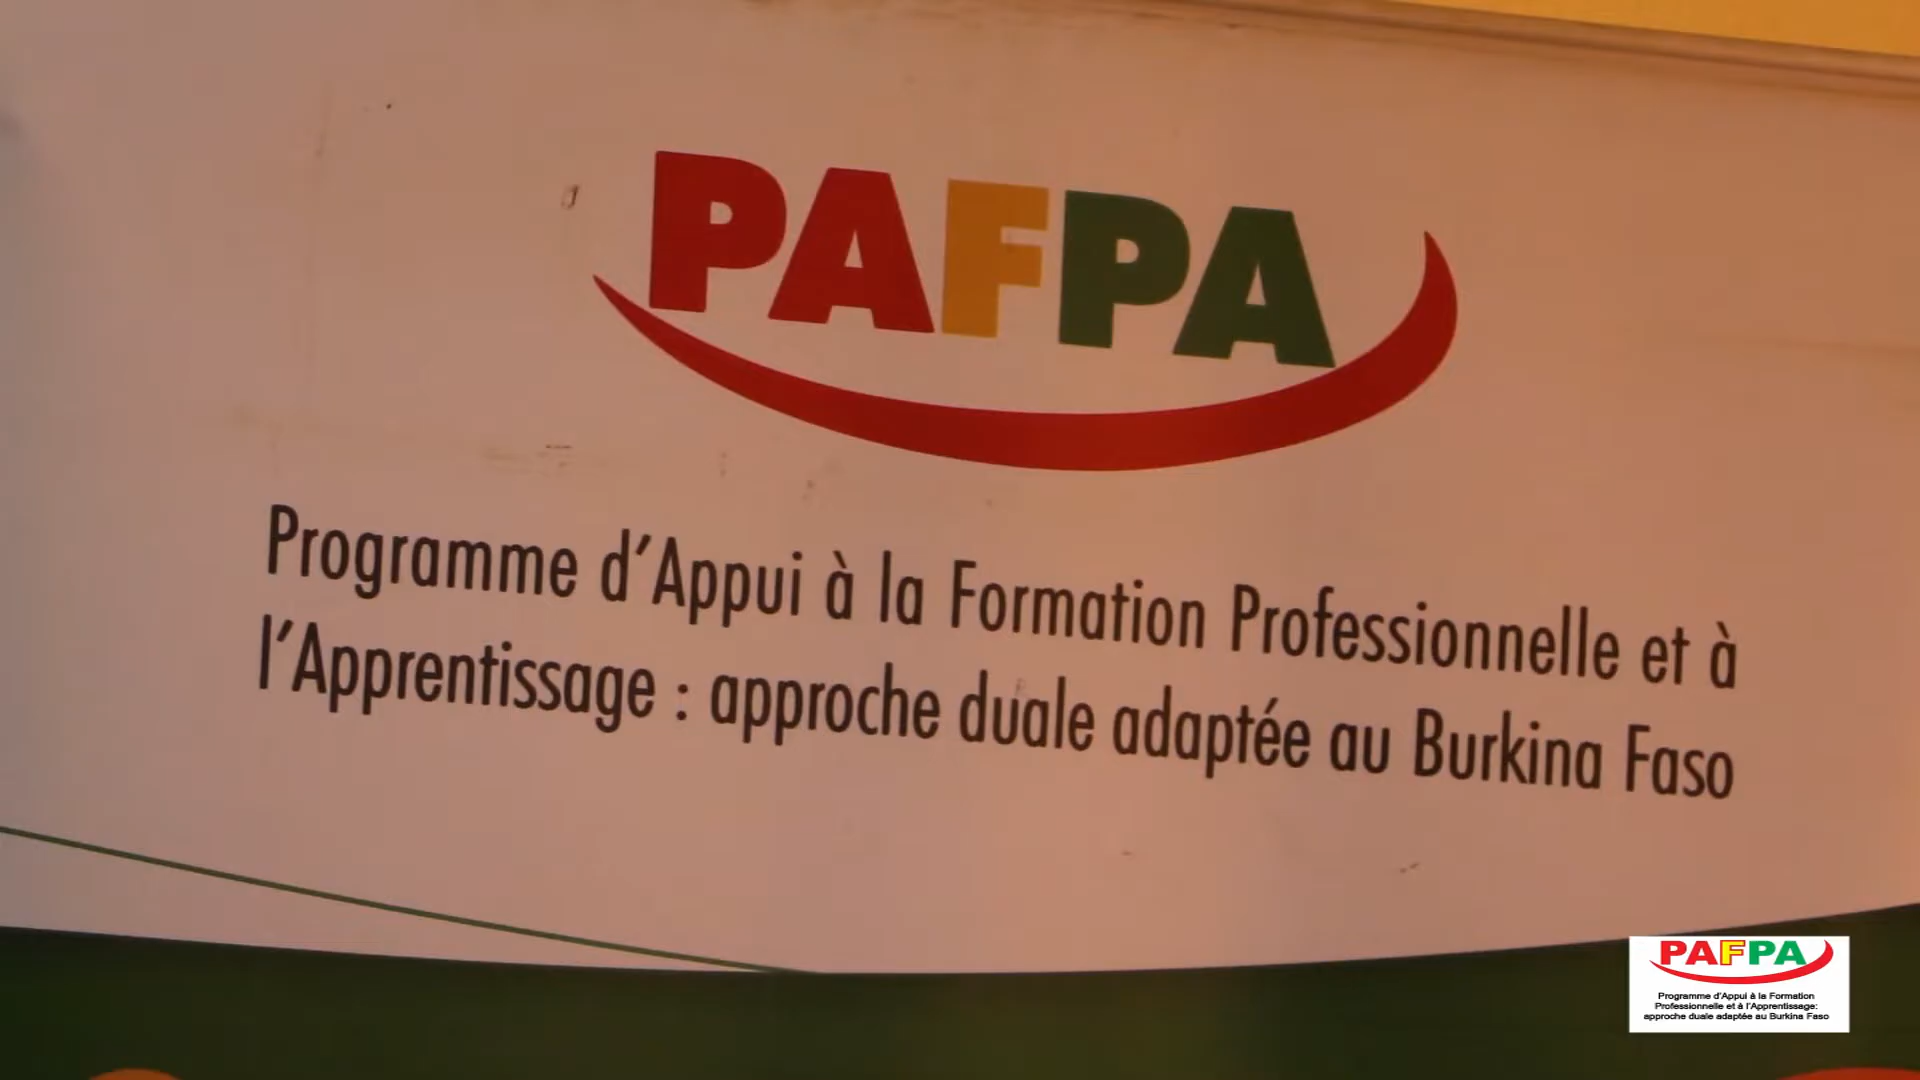 PAFPA
Programme d'Appui à la Formation Professionnelle et à
l'Apprentissage : approche duale adaptée au Burkina Faso
PAFPA
Programme d'Appui à la Formation
Professionnelle et à l'Apprentissage:
approche duale adaptée au Burkina Faso